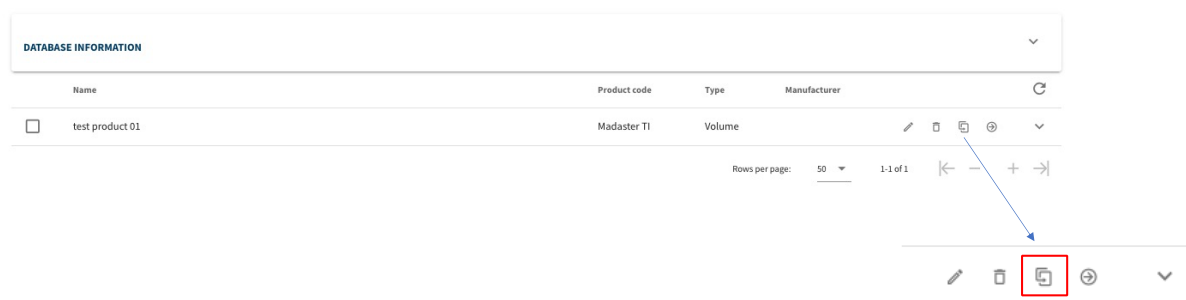 DATABASE INFORMATION
Name Product code Type Manufacturer
test product 01 Madaster TI Volume
Rows per page: 50 1-1 of 1